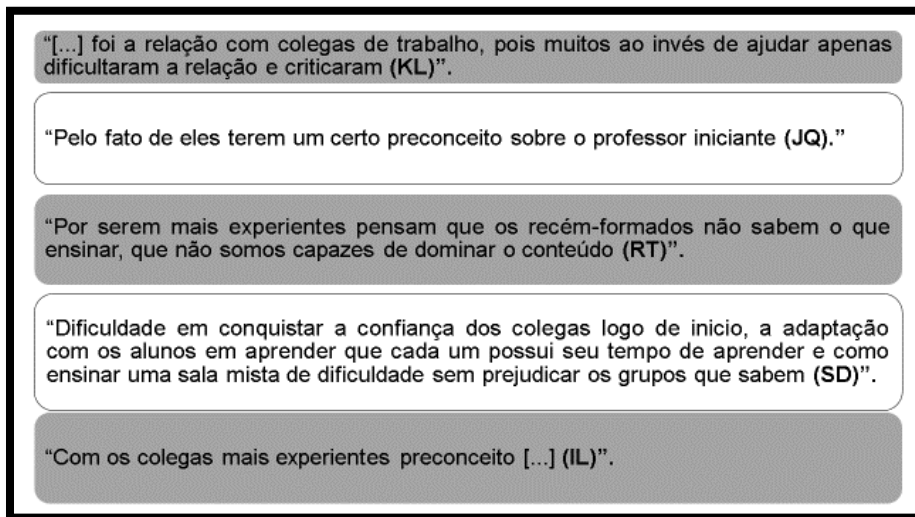 “[...] foi a relação com colegas de trabalho, pois muitos ao invés de ajudar apenas
dificultaram a relação e criticaram (KL)”.
“Pelo fato de eles terem um certo preconceito sobre o professor iniciante (JQ).”
“Por serem mais experientes pensam que os recém-formados não sabem o que
ensinar, que não somos capazes de dominar o conteúdo (RT)”.
“Dificuldade em conquistar a confiança dos colegas logo de inicio, a adaptação
com os alunos em aprender que cada um possui seu tempo de aprender e como
ensinar uma sala mista de dificuldade sem prejudicar os grupos que sabem (SD)”.
“Com os colegas mais experientes preconceito [...] (IL)”.